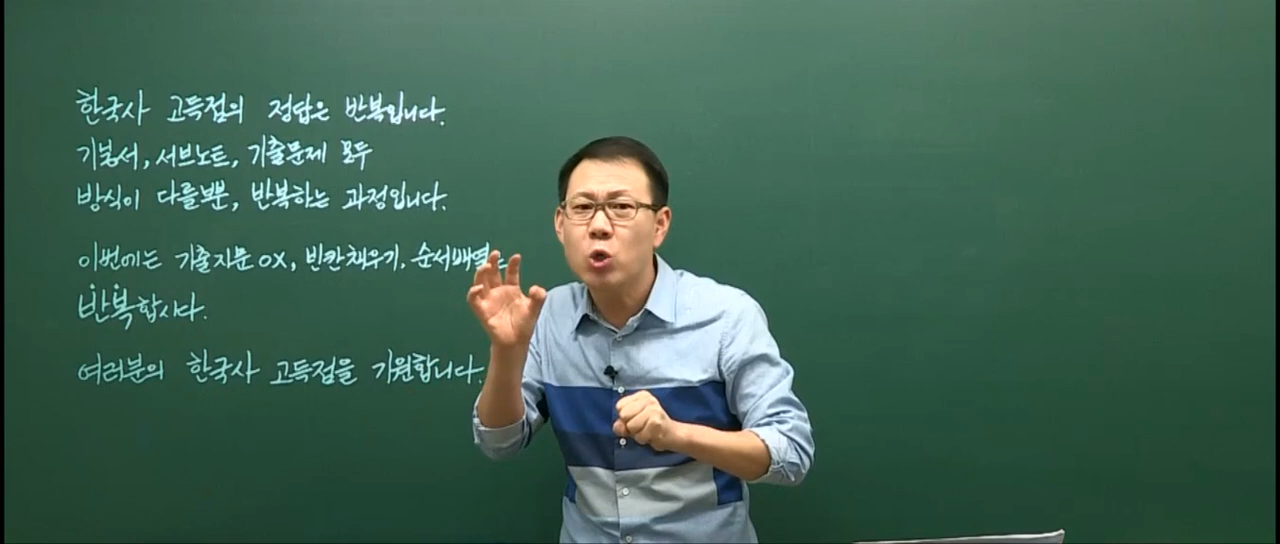 한국사 고득점의 정답은 반복입니다.
기본서, 서브노트, 기출문제 모두
방식이 다를뿐, 반복하는 과정입니다.
이번에는 기출지문 OX, 빈칸채우기, 순서배열
반복합시다.
여러분의 한국사 고득점을 기원합니다.